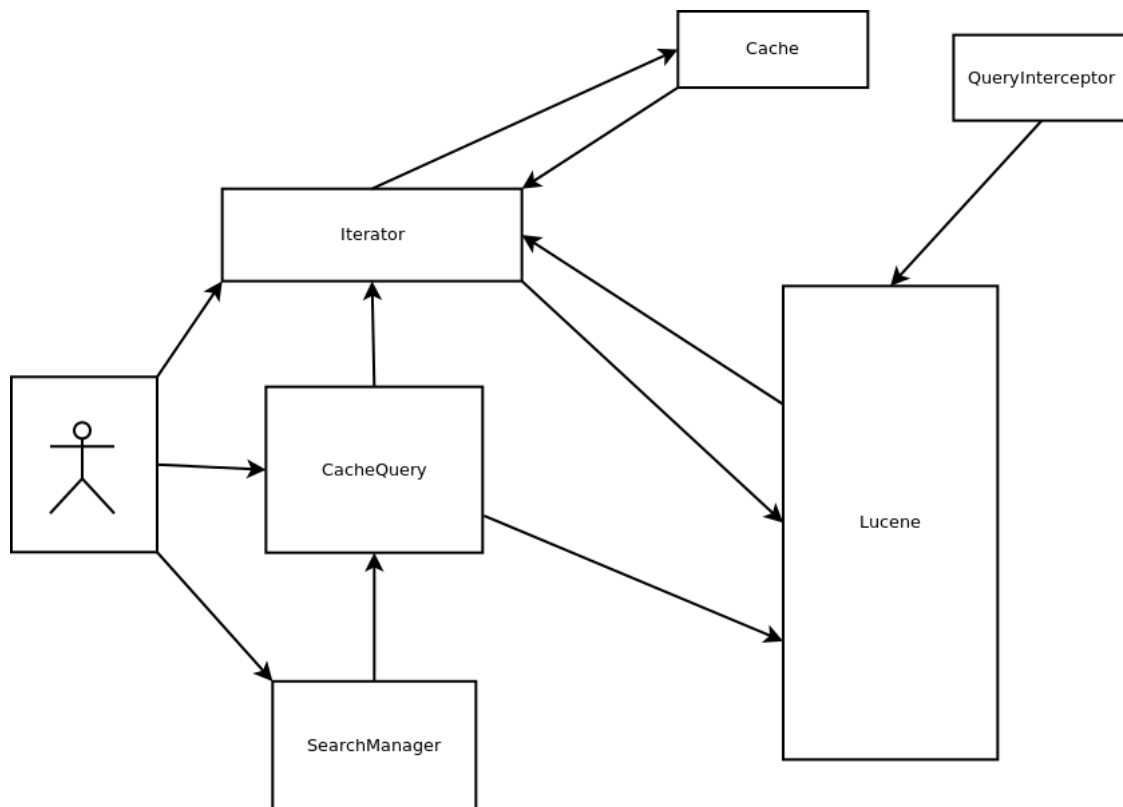 Cache
QueryInterceptor
Iterator
CacheQuery
Lucene
SearchManager